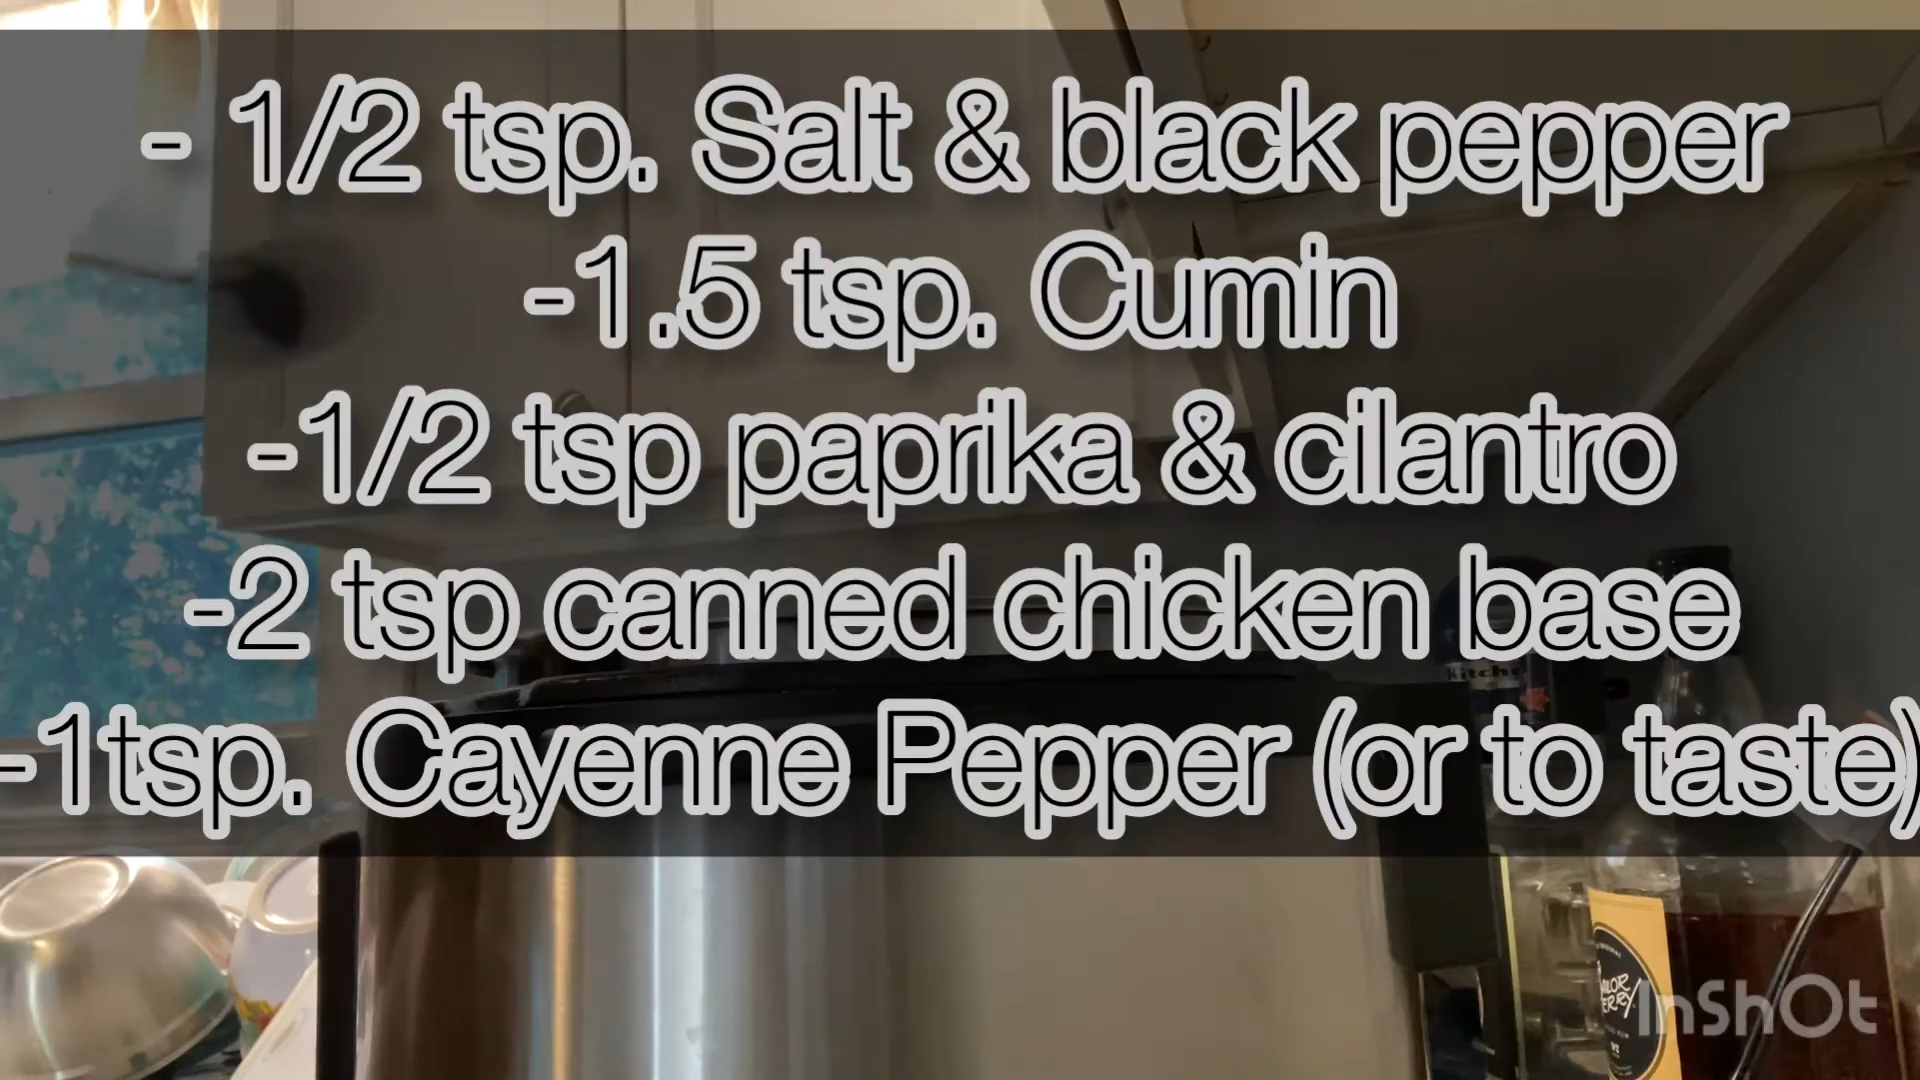 - 1/2 tsp. Salt & black pepper
-1.5 tsp. Cumin
-1/2 tsp paprika & cilantro
-2 tsp canned chicken base
-1tsp. Cayenne Pepper (or to taste)
InShOt